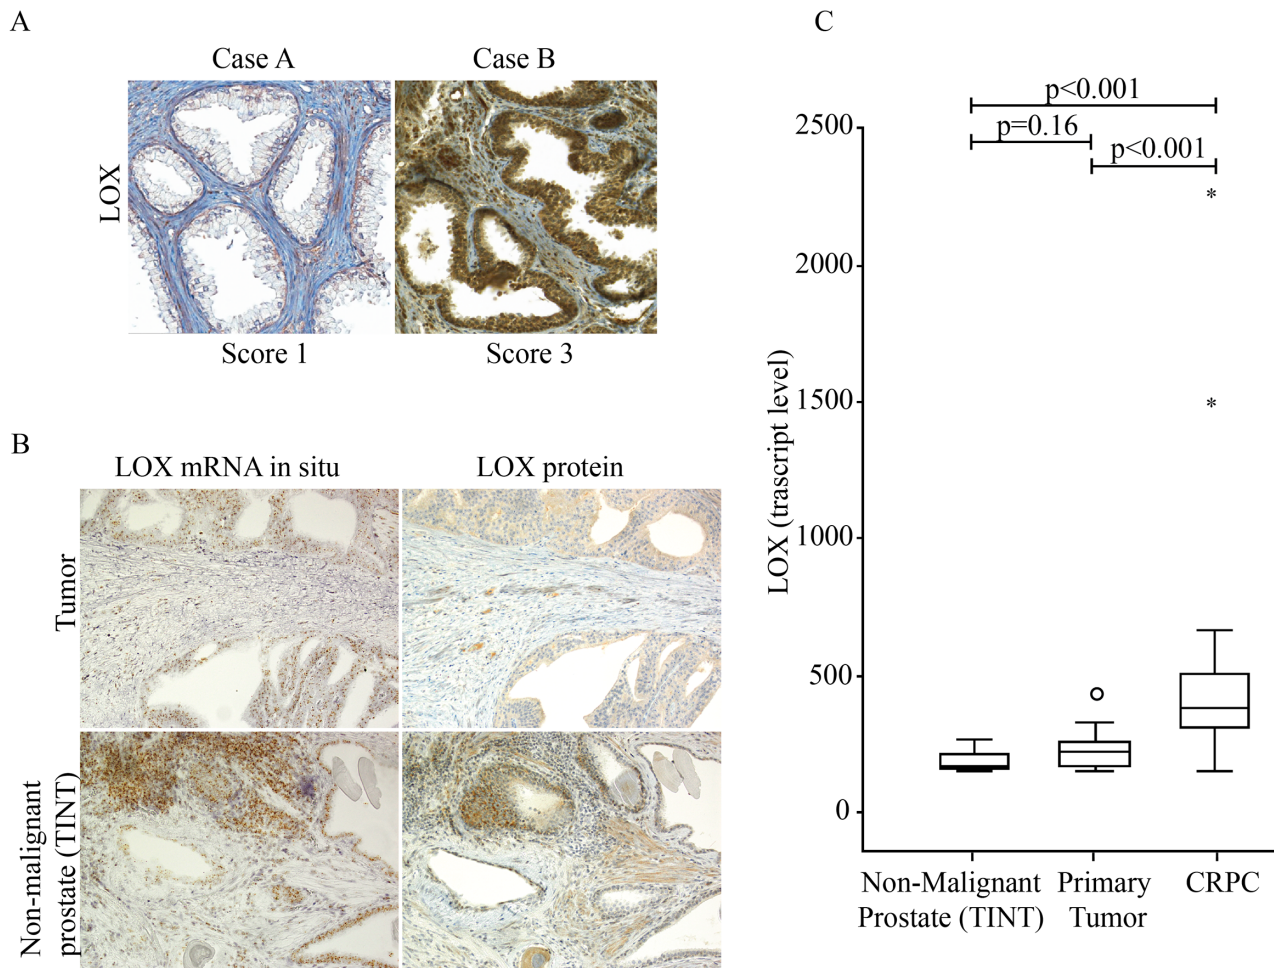 A
Case A
Case B
LOX
Score 1
Score 3
B
LOX mRNA in situ
LOX protein
Tumor
Non-malignant
prostate (TINT)
C
p<0.001
p=0.16
p<0.001
2500
2000
1500
1000
500
0
*
*
LOX (trascript level)
Non-Malignant
Prostate (TINT)
Primary
Tumor
CRPC